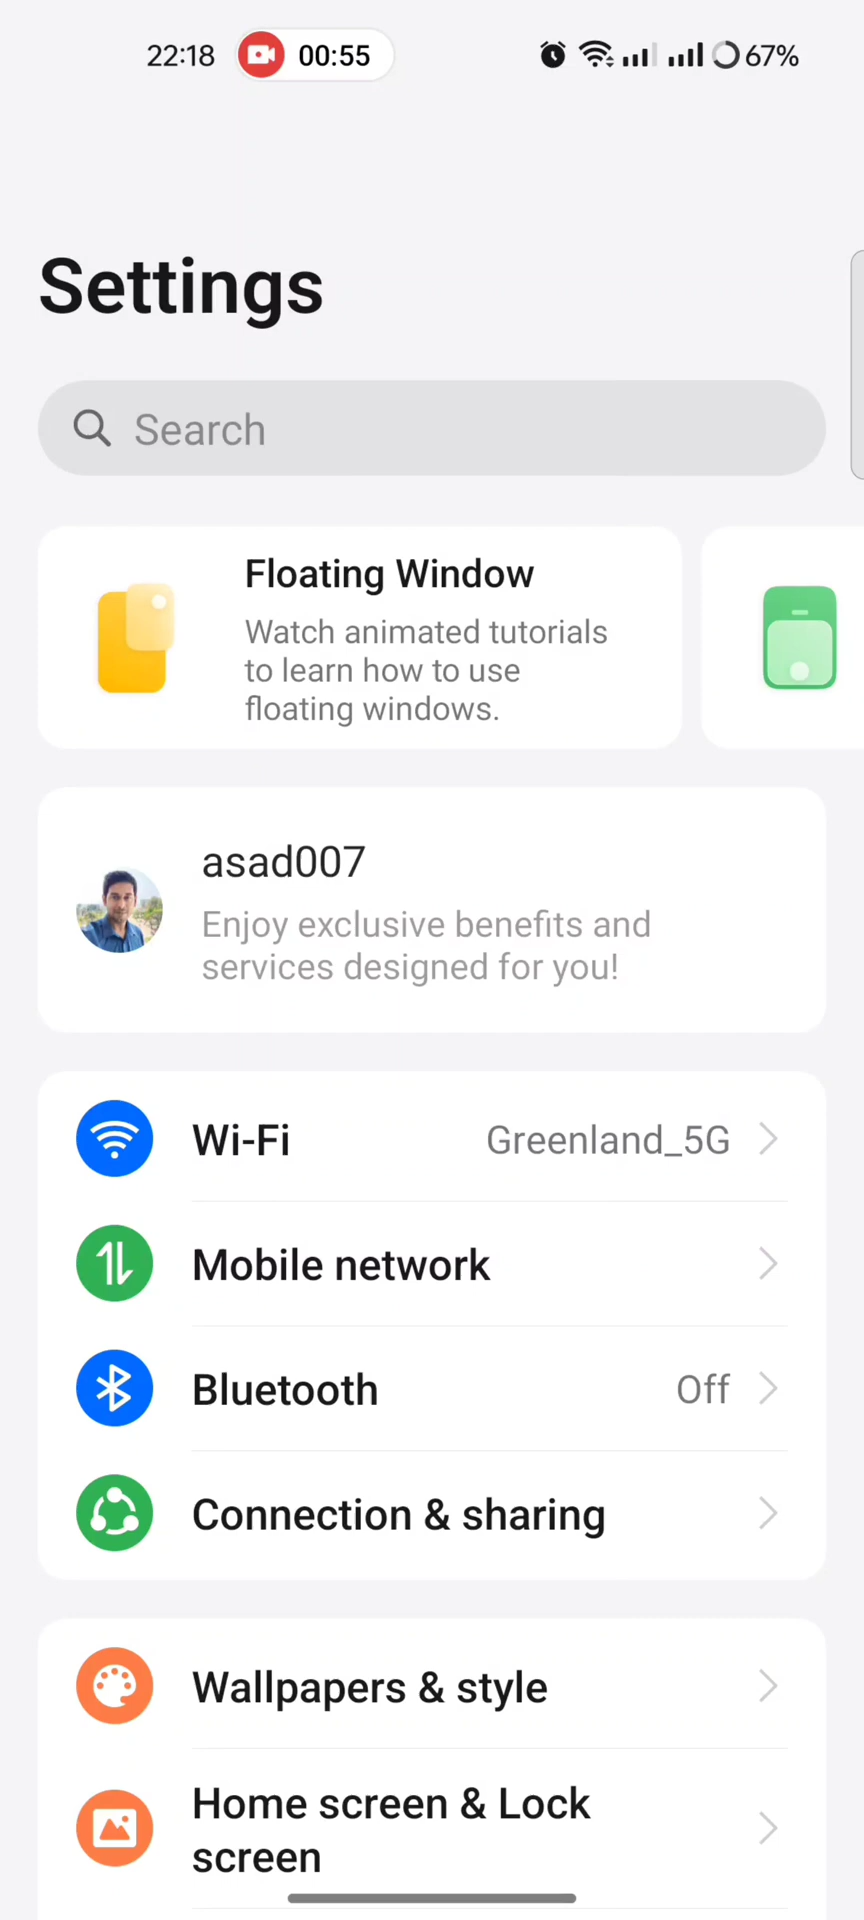 22:18 00:55 67%
Settings
Search
Floating Window
Watch animated tutorials
to learn how to use
floating windows.
asad007
Enjoy exclusive benefits and
services designed for you!
Wi-Fi Greenland_5G
Mobile network
Bluetooth Off
Connection & sharing
Wallpapers & style
Home screen & Lock
screen